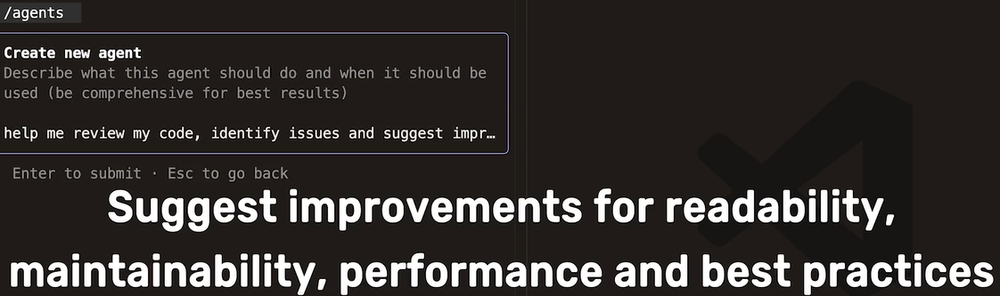 /agents
Create new agent
Describe what this agent should do and when it should be
used (be comprehensive for best results)
help me review my code, identify issues and suggest impr…
Enter to submit · Esc to go back
Suggest improvements for readability,
maintainability, performance and best practices